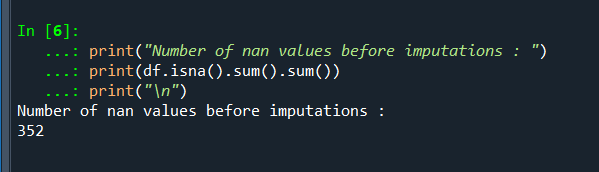 In [6]:
...: print("Number of nan values before imputations : ")
...: print(df.isna().sum().sum())
...: print("\n")
Number of nan values before imputations :
352